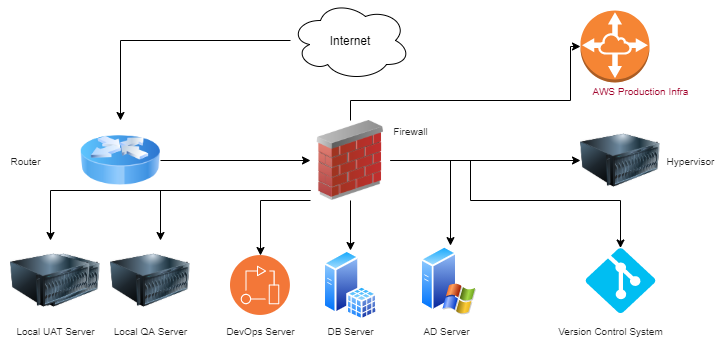 Internet
AWS Production Infra
Firewall
Router
Hypervisor
Local UAT Server
Local QA Server
DevOps Server
DB Server
AD Server
Version Control System